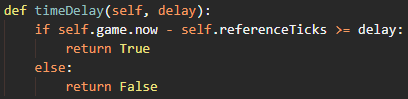 def timeDelay(self, delay):
    if self.game.now - self.referenceTicks >= delay:
        return True
    else:
        return False